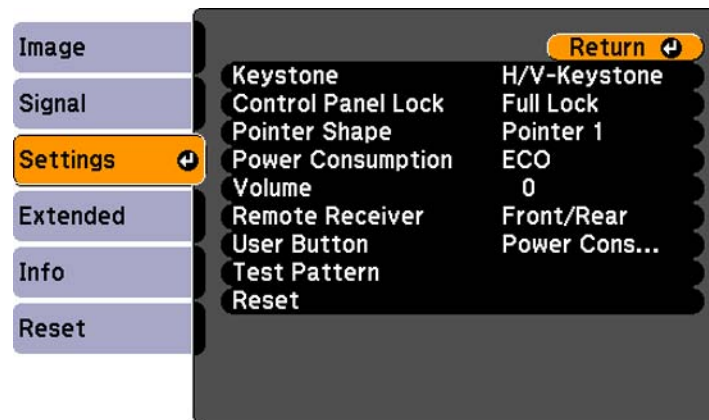 Image
Signal
Settings
Extended
Info
Reset
Return
Keystone H/V-Keystone
Control Panel Lock Full Lock
Pointer Shape Pointer 1
Power Consumption ECO
Volume 0
Remote Receiver Front/Rear
User Button Power Cons...
Test Pattern
Reset